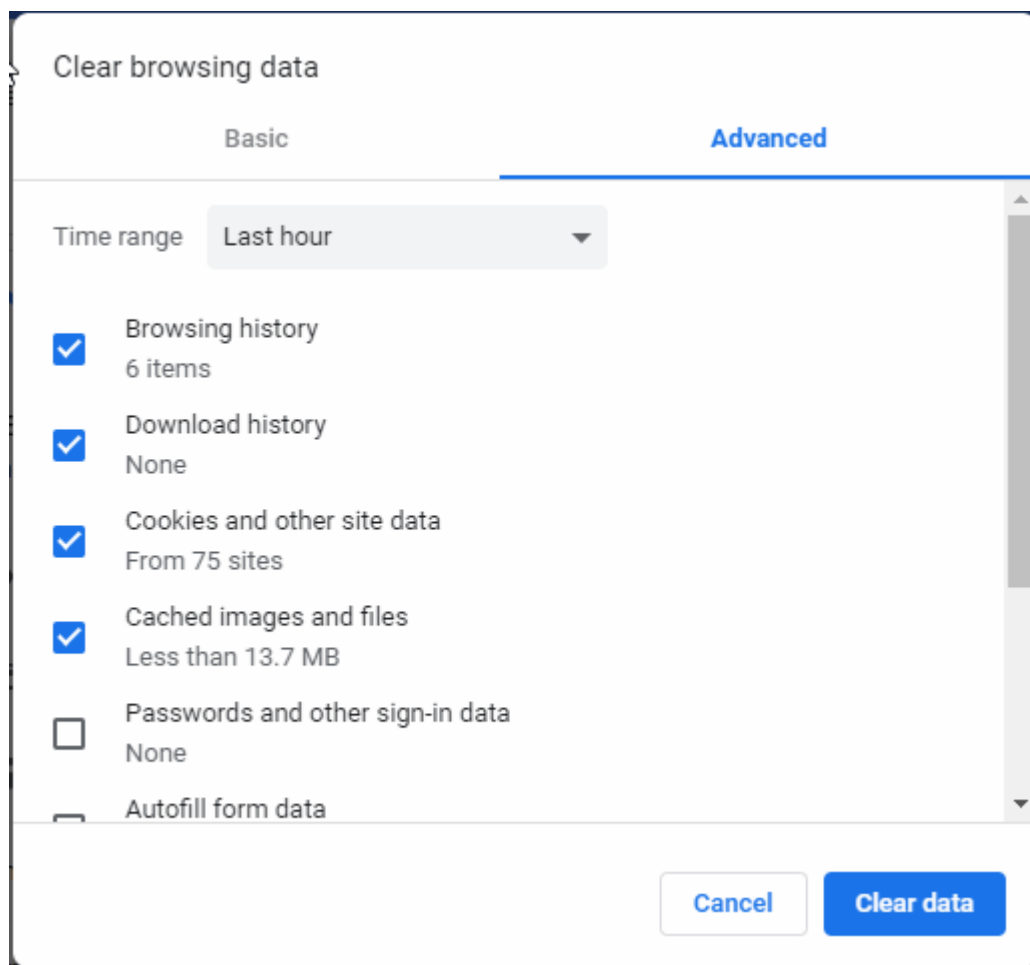 Clear browsing data
Basic
Advanced
Time range
Last hour
Browsing history
6 items
Download history
None
Cookies and other site data
From 75 sites
Cached images and files
Less than 13.7 MB
Passwords and other sign-in data
None
Autofill form data
Cancel
Clear data